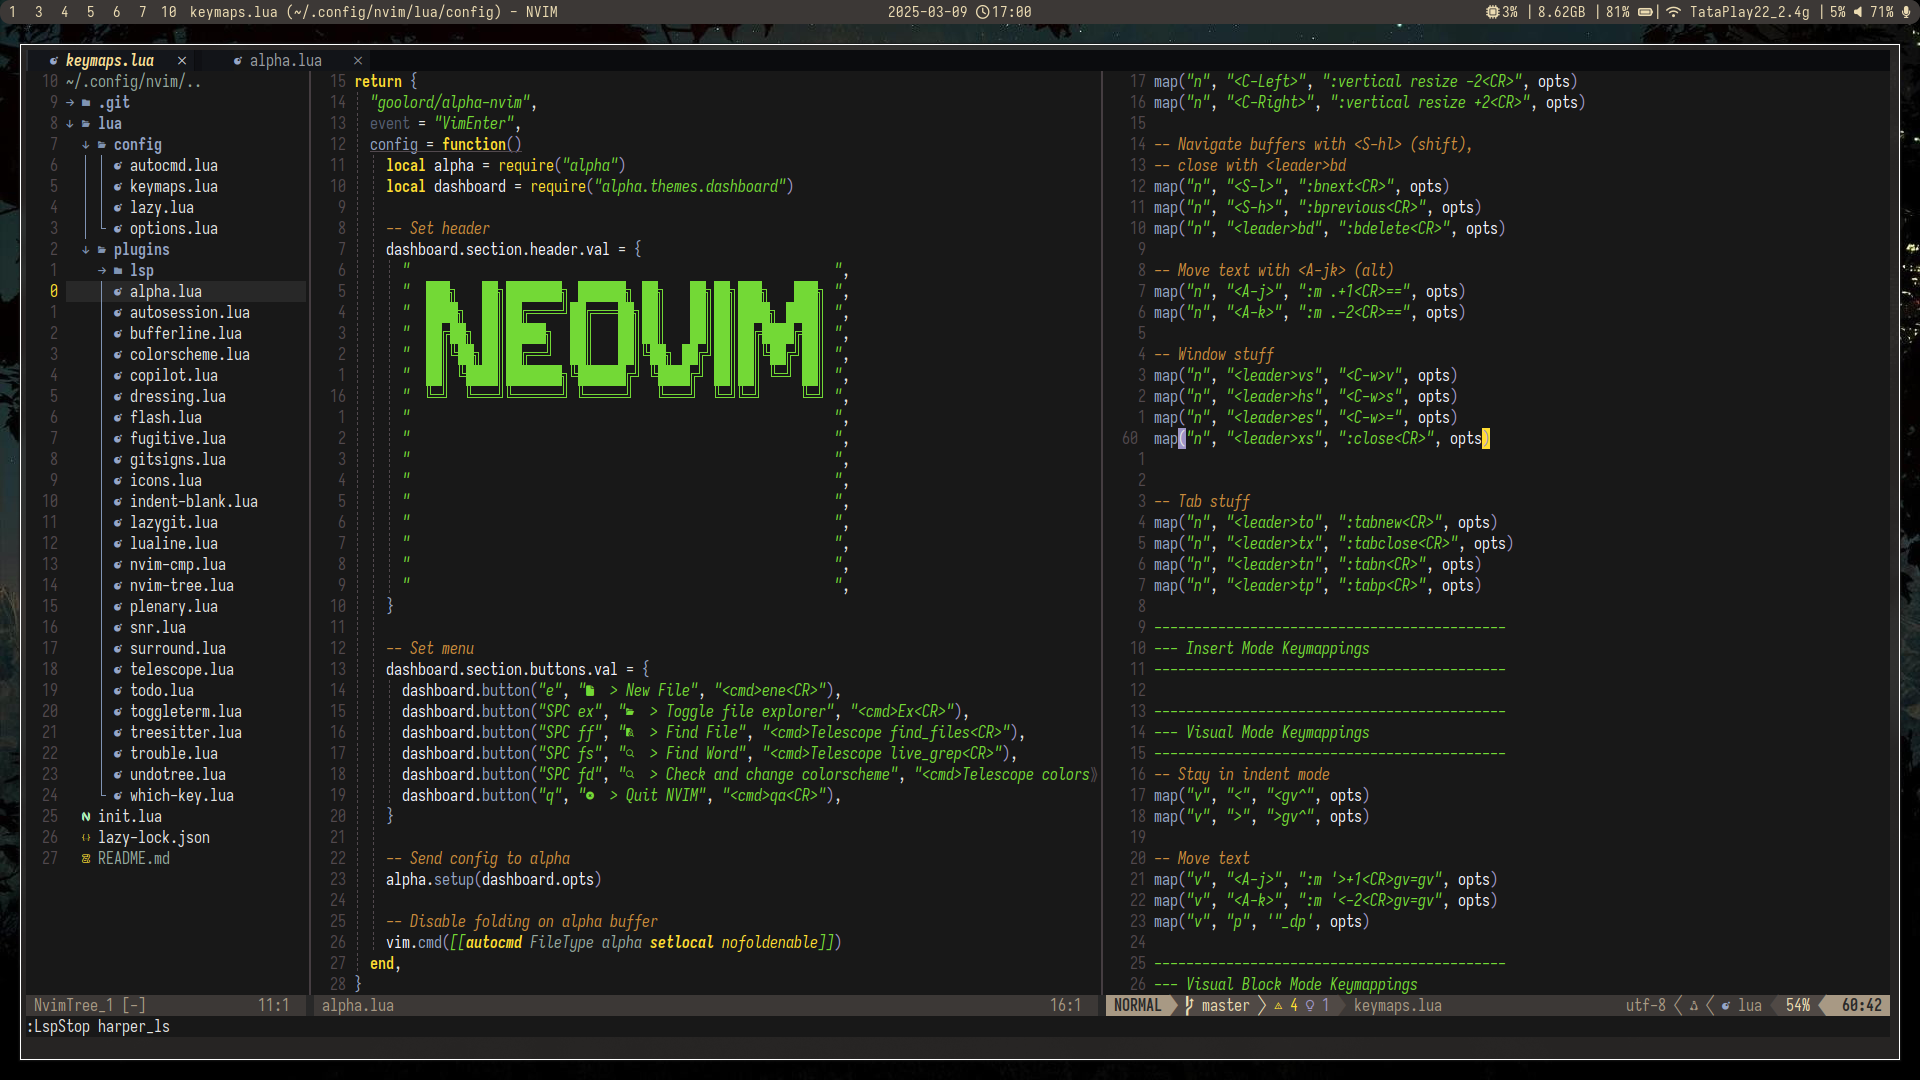 1 3 4 5 6 7 10 keymaps.lua (~/.config/nvim/lua/config) - NVIM
2025-03-09 17:00
3% | 8.62GB | 81% | TataPlay22_2.4g | 5% 71%
keymaps.lua × alpha.lua ×
10 ~/.config/nvim/..
9 .git
8 lua
7 config
6 autocmd.lua
5 keymaps.lua
4 lazy.lua
3 options.lua
2 plugins
1 lsp
0 alpha.lua
1 autosession.lua
2 bufferline.lua
3 colorscheme.lua
4 copilot.lua
5 dressing.lua
6 flash.lua
7 fugitive.lua
8 gitsigns.lua
9 icons.lua
10 indent-blank.lua
11 lazygit.lua
12 lualine.lua
13 nvim-cmp.lua
14 nvim-tree.lua
15 plenary.lua
16 snr.lua
17 surround.lua
18 telescope.lua
19 todo.lua
20 toggleterm.lua
21 treesitter.lua
22 trouble.lua
23 undotree.lua
24 which-key.lua
25 init.lua
26 lazy-lock.json
27 README.md
NvimTree_1 [-] 11:1
15 return {
14 "goolord/alpha-nvim",
13 event = "VimEnter",
12 config = function()
11 local alpha = require("alpha")
10 local dashboard = require("alpha.themes.dashboard")
9
8 -- Set header
7 dashboard.section.header.val = {
6 " ",
5 " ",
4 " ",
3 " NEOVIM ",
2 " ",
1 " ",
16 " ",
1 " ",
2 " ",
3 " ",
4 " ",
5 " ",
6 " ",
7 " ",
8 " ",
9 " ",
10 }
11
12 -- Set menu
13 dashboard.section.buttons.val = {
14 dashboard.button("e", " > New File", "<cmd>ene<CR>"),
15 dashboard.button("SPC ex", " > Toggle file explorer", "<cmd>Ex<CR>"),
16 dashboard.button("SPC ff", " > Find File", "<cmd>Telescope find_files<CR>"),
17 dashboard.button("SPC fs", " > Find Word", "<cmd>Telescope live_grep<CR>"),
18 dashboard.button("SPC fd", " > Check and change colorscheme", "<cmd>Telescope colors»
19 dashboard.button("q", " > Quit NVIM", "<cmd>qa<CR>"),
20 }
21
22 -- Send config to alpha
23 alpha.setup(dashboard.opts)
24
25 -- Disable folding on alpha buffer
26 vim.cmd([[autocmd FileType alpha setlocal nofoldenable]])
27 end,
28 }
alpha.lua 16:1
17 map("n", "<C-Left>", ":vertical resize -2<CR>", opts)
16 map("n", "<C-Right>", ":vertical resize +2<CR>", opts)
15
14 -- Navigate buffers with <S-hl> (shift),
13 -- close with <leader>bd
12 map("n", "<S-l>", ":bnext<CR>", opts)
11 map("n", "<S-h>", ":bprevious<CR>", opts)
10 map("n", "<leader>bd", ":bdelete<CR>", opts)
9
8 -- Move text with <A-jk> (alt)
7 map("n", "<A-j>", ":m .+1<CR>==", opts)
6 map("n", "<A-k>", ":m .-2<CR>==", opts)
5
4 -- Window stuff
3 map("n", "<leader>vs", "<C-w>v", opts)
2 map("n", "<leader>hs", "<C-w>s", opts)
1 map("n", "<leader>es", "<C-w>=", opts)
60 map("n", "<leader>xs", ":close<CR>", opts)
1
2
3 -- Tab stuff
4 map("n", "<leader>to", ":tabnew<CR>", opts)
5 map("n", "<leader>tx", ":tabclose<CR>", opts)
6 map("n", "<leader>tn", ":tabn<CR>", opts)
7 map("n", "<leader>tp", ":tabp<CR>", opts)
8
9 --------------------------------------------
10 --- Insert Mode Keymappings
11 --------------------------------------------
12
13 --------------------------------------------
14 --- Visual Mode Keymappings
15 --------------------------------------------
16 -- Stay in indent mode
17 map("v", "<", "<gv^", opts)
18 map("v", ">", ">gv^", opts)
19
20 -- Move text
21 map("v", "<A-j>", ":m '>+1<CR>gv=gv", opts)
22 map("v", "<A-k>", ":m '<-2<CR>gv=gv", opts)
23 map("v", "p", '"_dp', opts)
24
25 --------------------------------------------
26 --- Visual Block Mode Keymappings
NORMAL master 4 1 keymaps.lua utf-8 lua 54% 60:42
:LspStop harper_ls